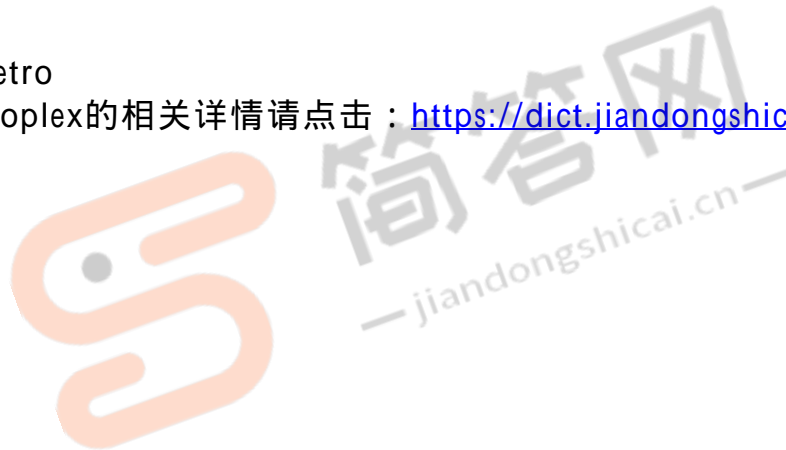 etro
oplex的相关详情请点击：https://dict.jiandongshic
简答网
jiandongshicai.cn